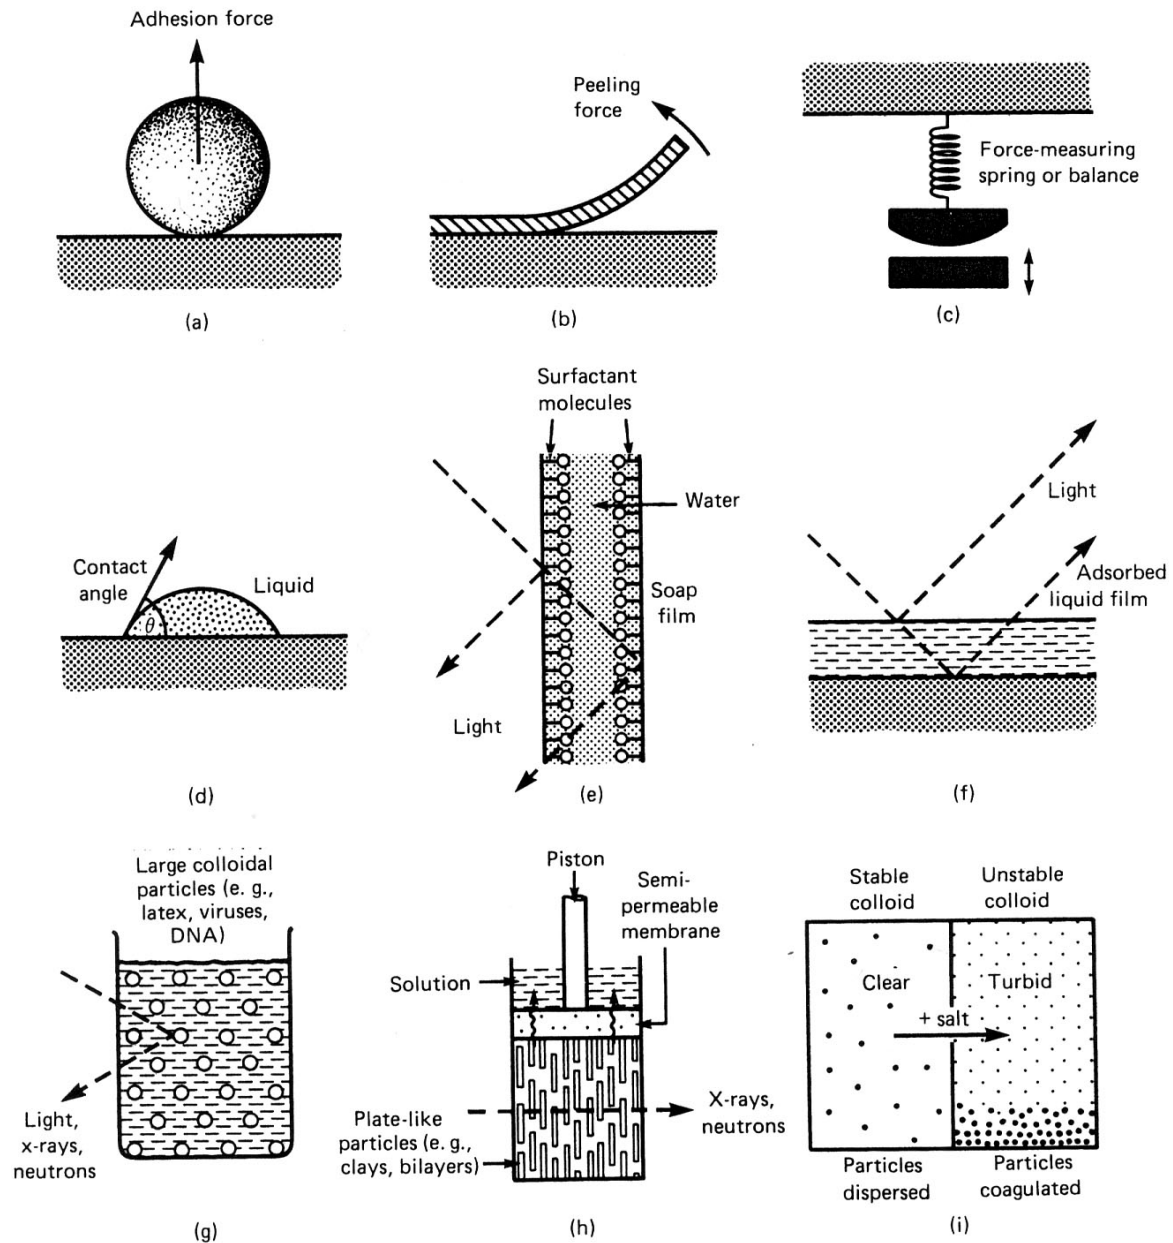 Adhesion force
(a)
Peeling
force
(b)
Force-measuring
spring or balance
(c)
Contact
angle
θ
Liquid
(d)
Surfactant
molecules
Water
Soap
film
Light
(e)
Light
Adsorbed
liquid film
(f)
Large colloidal
particles (e. g.,
latex, viruses,
DNA)
Light,
x-rays,
neutrons
(g)
Piston
Semi-
permeable
membrane
Solution
Plate-like
particles (e. g.,
clays, bilayers)
X-rays,
neutrons
(h)
Stable
colloid
Unstable
colloid
Clear
Turbid
+ salt
Particles
dispersed
Particles
coagulated
(i)